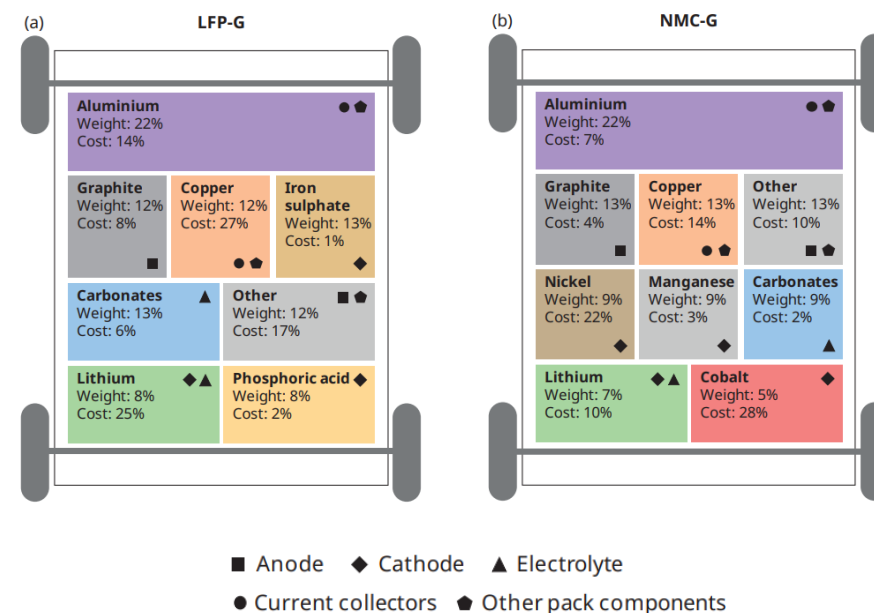 (a)
LFP-G
Aluminium
Weight: 22%
Cost: 14%
Graphite
Weight: 12%
Cost: 8%
Copper
Weight: 12%
Cost: 27%
Iron
sulphate
Weight: 13%
Cost: 1%
Carbonates
Weight: 13%
Cost: 6%
Other
Weight: 12%
Cost: 17%
Lithium
Weight: 8%
Cost: 25%
Phosphoric acid
Weight: 8%
Cost: 2%
(b)
NMC-G
Aluminium
Weight: 22%
Cost: 7%
Graphite
Weight: 13%
Cost: 4%
Copper
Weight: 13%
Cost: 14%
Other
Weight: 13%
Cost: 10%
Nickel
Weight: 9%
Cost: 22%
Manganese
Weight: 9%
Cost: 3%
Carbonates
Weight: 9%
Cost: 2%
Lithium
Weight: 7%
Cost: 10%
Cobalt
Weight: 5%
Cost: 28%
Anode
Cathode
Electrolyte
Current collectors
Other pack components